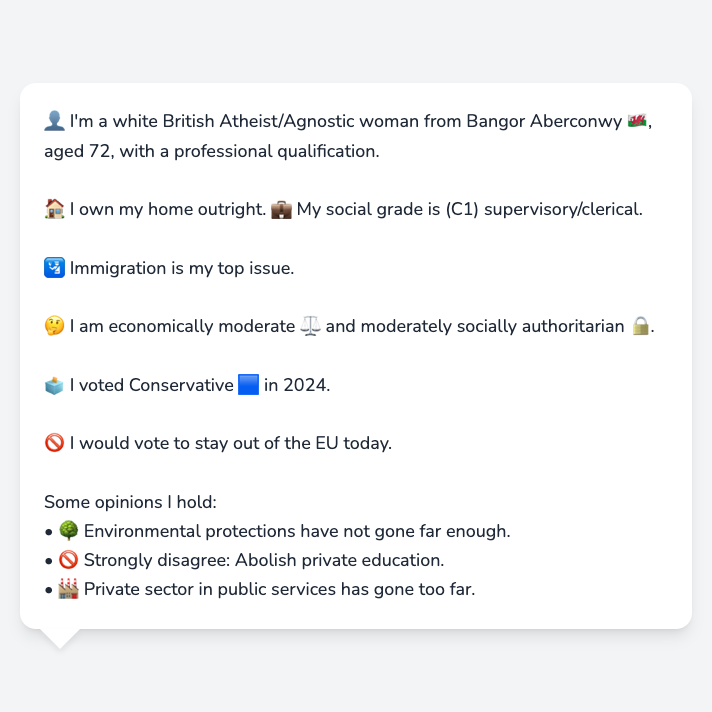 👤 I'm a white British Atheist/Agnostic woman from Bangor Aberconwy 🏴󠁧󠁢󠁷󠁬󠁳󠁿,
aged 72, with a professional qualification.
🏠 I own my home outright. 💼 My social grade is (C1) supervisory/clerical.
🛂 Immigration is my top issue.
🤔 I am economically moderate ⚖️ and moderately socially authoritarian 🔒.
🗳️ I voted Conservative 🟦 in 2024.
🚫 I would vote to stay out of the EU today.
Some opinions I hold:
• 🌳 Environmental protections have not gone far enough.
• 🚫 Strongly disagree: Abolish private education.
• 🏭 Private sector in public services has gone too far.